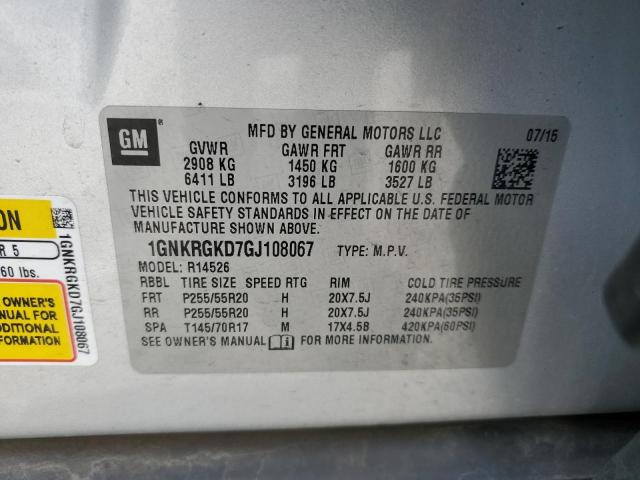 GM ®
MFD BY GENERAL MOTORS LLC 07/15
GVWR GAWR FRT GAWR RR
2908 KG 1450 KG 1600 KG
6411 LB 3196 LB 3527 LB
THIS VEHICLE CONFORMS TO ALL APPLICABLE U.S. FEDERAL MOTOR
VEHICLE SAFETY STANDARDS IN EFFECT ON THE DATE OF
MANUFACTURE SHOWN ABOVE.
1GNKRGKD7GJ108067 TYPE: M.P.V.
MODEL: R14526
RBBL TIRE SIZE SPEED RTG RIM COLD TIRE PRESSURE
FRT P255/55R20 H 20X7.5J 240KPA(35PSI)
RR P255/55R20 H 20X7.5J 240KPA(35PSI)
SPA T145/70R17 M 17X4.5B 420KPA(60PSI)
SEE OWNER'S MANUAL FOR MORE INFORMATION.
ON
R 5
60 lbs.
OWNER'S
NUAL FOR
DITIONAL
ORMATION
1GNKRGKD7GJ108067